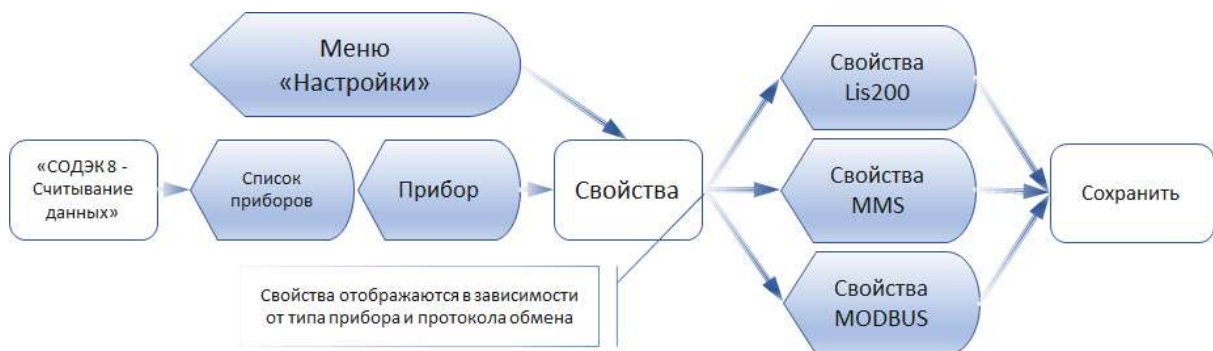 Меню
«Настройки»
«СОДЭК 8 -
Считывание
данных»
Список
приборов
Прибор
Свойства
Свойства
Lis200
Свойства
MMS
Свойства
MODBUS
Сохранить
Свойства отображаются в зависимости
от типа прибора и протокола обмена